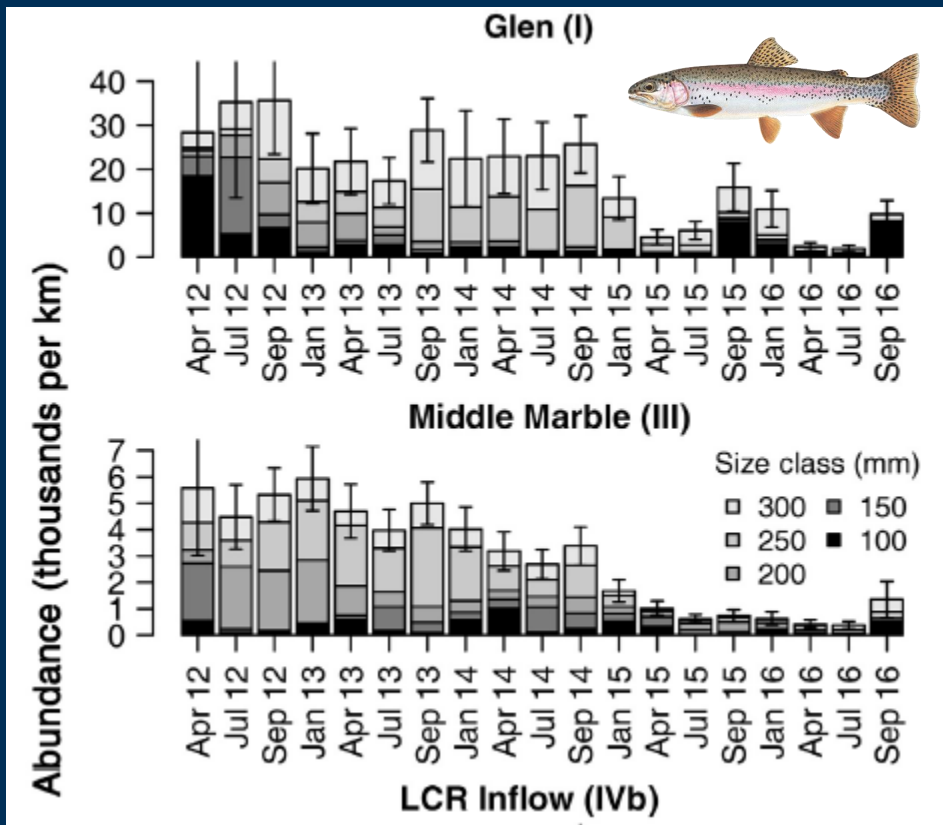 Glen (I)
40
30
20
10
0
Apr 12
Jul 12
Sep 12
Jan 13
Apr 13
Jul 13
Sep 13
Jan 14
Apr 14
Jul 14
Sep 14
Jan 15
Apr 15
Jul 15
Sep 15
Jan 16
Apr 16
Jul 16
Sep 16
Abundance (thousands per km)
Middle Marble (III)
7
6
5
4
3
2
1
0
Size class (mm)
300 150
250 100
200
Apr 12
Jul 12
Sep 12
Jan 13
Apr 13
Jul 13
Sep 13
Jan 14
Apr 14
Jul 14
Sep 14
Jan 15
Apr 15
Jul 15
Sep 15
Jan 16
Apr 16
Jul 16
Sep 16
LCR Inflow (IVb)